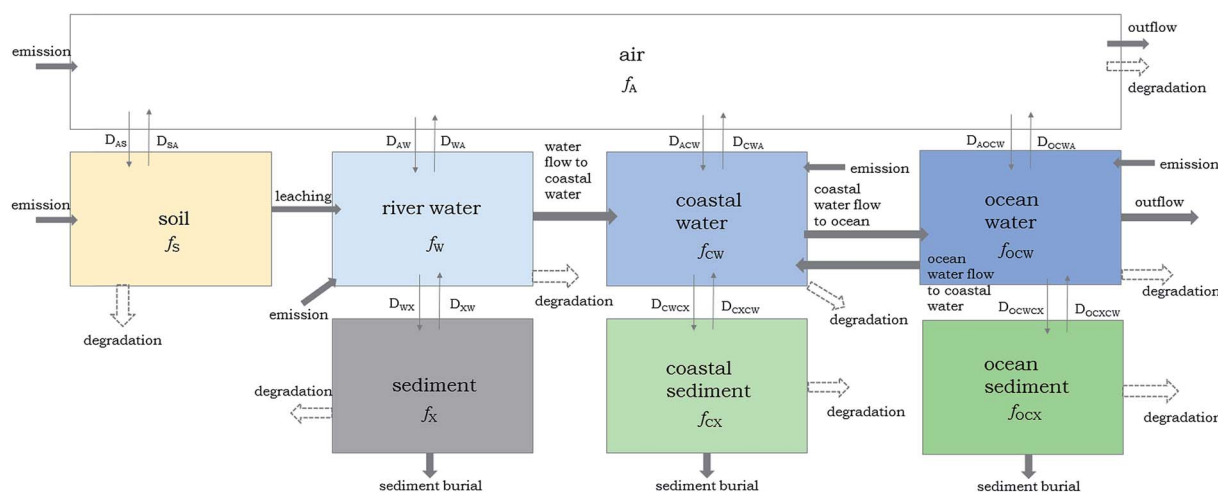 emission
air
f_A
outflow
degradation
D_AS
D_SA
D_AW
D_WA
D_ACW
D_CWA
D_AOCW
D_OCWA
emission
soil
f_S
degradation
leaching
river water
f_W
emission
degradation
water
flow to
coastal
water
coastal
water
f_CW
emission
degradation
coastal
water flow
to ocean
ocean
water flow
to coastal
water
ocean
water
f_OCW
emission
outflow
degradation
D_WX
D_XW
D_CWCX
D_CXCW
D_OCWCX
D_OCXCW
degradation
sediment
f_X
sediment burial
coastal
sediment
f_CX
degradation
sediment burial
ocean
sediment
f_OCX
degradation
sediment burial